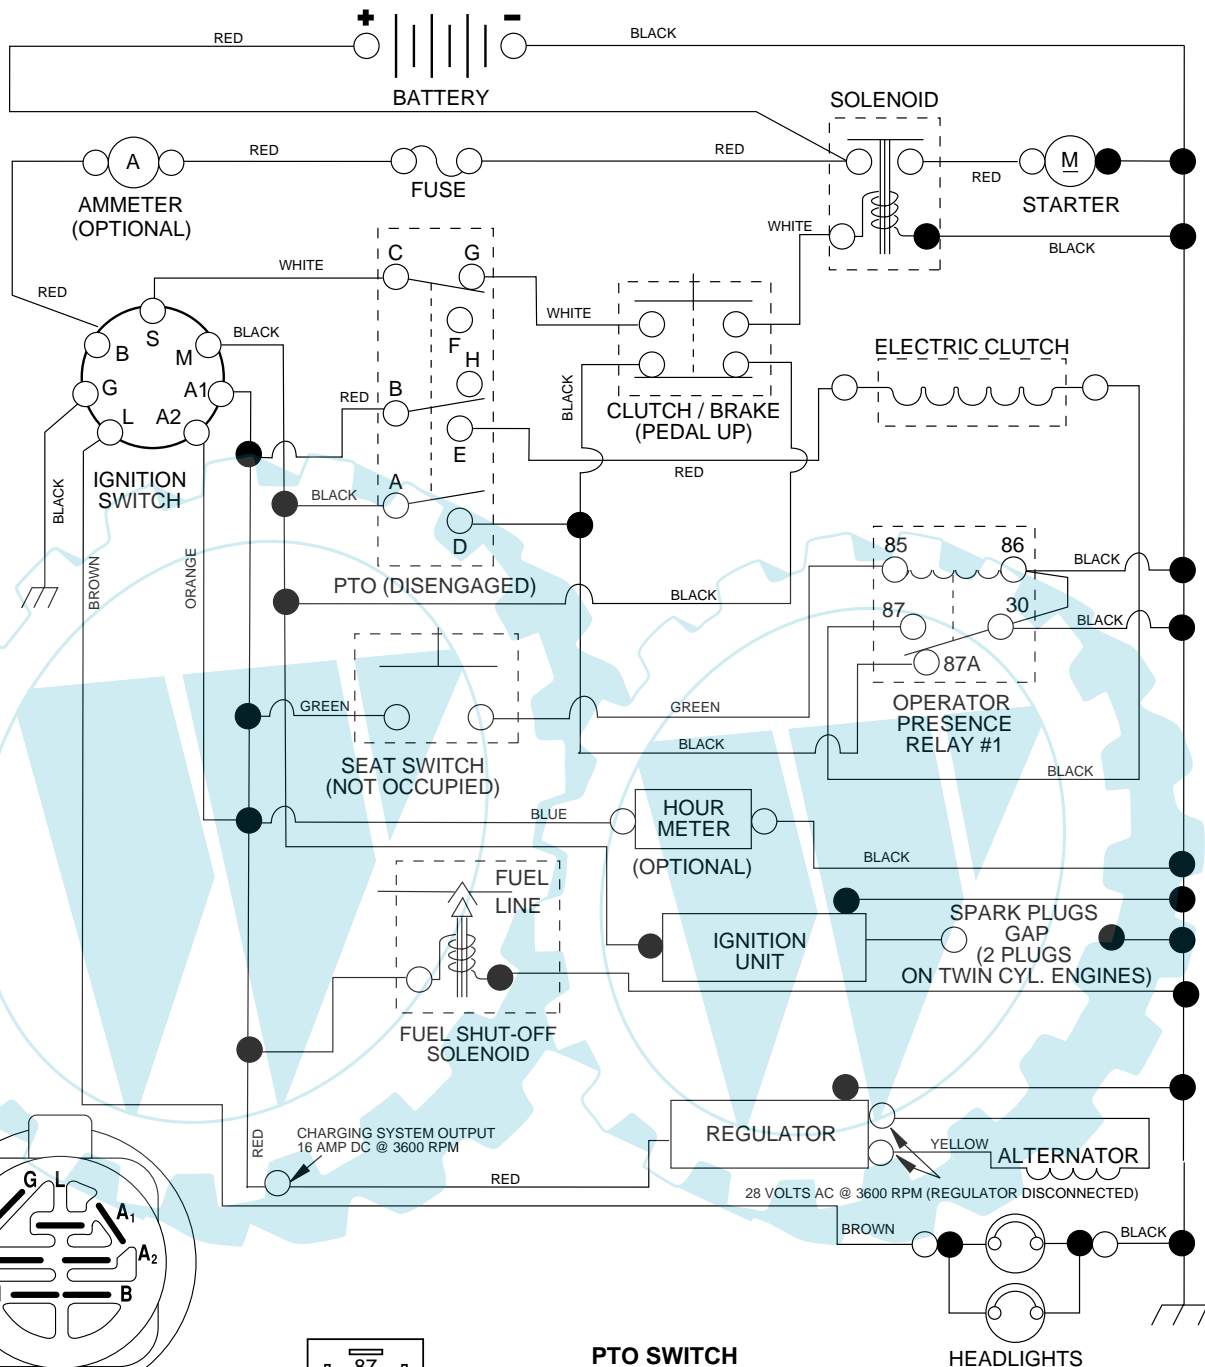 + -
RED
BLACK
BATTERY
SOLENOID
A
RED
RED
RED
M
AMMETER
(OPTIONAL)
FUSE
STARTER
WHITE
BLACK
C G
WHITE
RED
WHITE
S
BLACK
B M
F
H
ELECTRIC CLUTCH
G A1
B
RED
BLACK
CLUTCH / BRAKE
(PEDAL UP)
L A2
E
RED
IGNITION
SWITCH
BLACK
A
BLACK
D
85 86
BLACK
BROWN
ORANGE
PTO (DISENGAGED)
BLACK
87 30
BLACK
87A
GREEN
GREEN
OPERATOR
PRESENCE
RELAY #1
BLACK
SEAT SWITCH
(NOT OCCUPIED)
BLACK
BLUE
HOUR
METER
(OPTIONAL)
BLACK
FUEL
LINE
SPARK PLUGS
GAP
(2 PLUGS
ON TWIN CYL. ENGINES)
IGNITION
UNIT
FUEL SHUT-OFF
SOLENOID
RED
CHARGING SYSTEM OUTPUT
16 AMP DC @ 3600 RPM
REGULATOR
YELLOW
ALTERNATOR
RED
28 VOLTS AC @ 3600 RPM (REGULATOR DISCONNECTED)
G L
A1
A2
B
BROWN
BLACK
HEADLIGHTS
87
PTO SWITCH